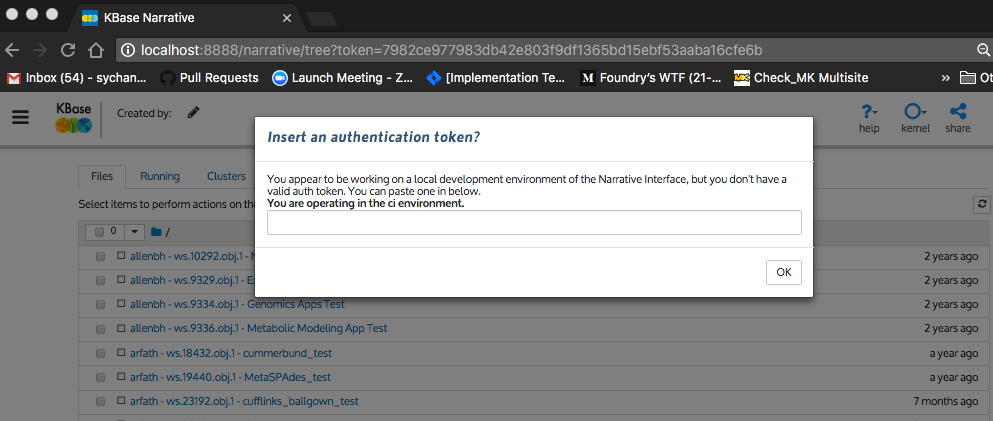 KBase Narrative
localhost:8888/narrative/tree?token=7982ce977983db42e803f9df1365bd15ebf53aaba16cfe6b
Inbox (54) - sychan... Pull Requests Launch Meeting - Z... [Implementation Te... Foundry's WTF (21-... Check_MK Multisite » Ot
KBase Created by: help kernel share
Insert an authentication token?
You appear to be working on a local development environment of the Narrative Interface, but you don't have a
valid auth token. You can paste one in below.
You are operating in the ci environment.
OK
Files Running Clusters
Select items to perform actions on the
0 /
allenbh - ws.10292.obj.1 - 2 years ago
allenbh - ws.9329.obj.1 - 2 years ago
allenbh - ws.9334.obj.1 - Genomics Apps Test 2 years ago
allenbh - ws.9336.obj.1 - Metabolic Modeling App Test 2 years ago
arfath - ws.18432.obj.1 - cummerbund_test a year ago
arfath - ws.19440.obj.1 - MetaSPAdes_test a year ago
arfath - ws.23192.obj.1 - cufflinks_ballgown_test 7 months ago